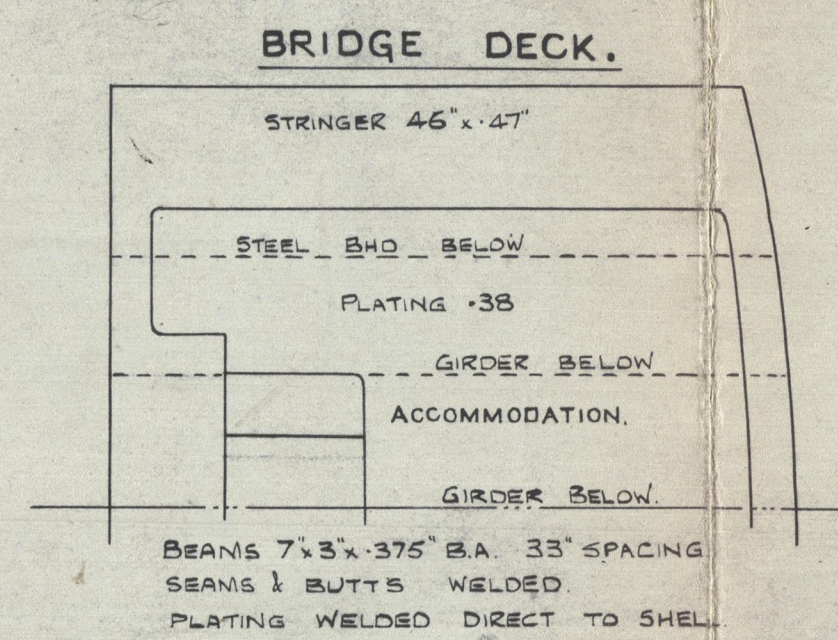 BRIDGE DECK.
STRINGER 46" x .47"
STEEL BHD BELOW
PLATING .38
GIRDER BELOW
ACCOMMODATION.
GIRDER BELOW.
BEAMS 7"x 3"x .375" B.A. 33" SPACING
SEAMS & BUTTS WELDED.
PLATING WELDED DIRECT TO SHELL.